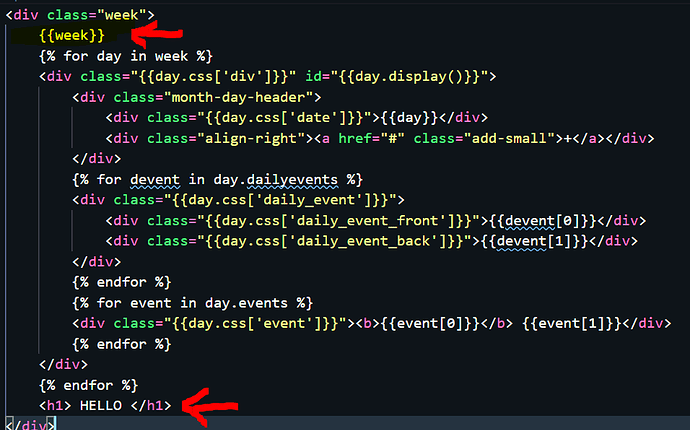 <div class="week">
{{week}}
{% for day in week %}
<div class="{{day.css['div']}}" id="{{day.display()}}">
<div class="month-day-header">
<div class="{{day.css['date']}}">{{day}}</div>
<div class="align-right"><a href="#" class="add-small">+</a></div>
</div>
{% for devent in day.dailyevents %}
<div class="{{day.css['daily_event']}}">
<div class="{{day.css['daily_event_front']}}">{{devent[0]}}</div>
<div class="{{day.css['daily_event_back']}}">{{devent[1]}}</div>
</div>
{% endfor %}
{% for event in day.events %}
<div class="{{day.css['event']}}"><b>{{event[0]}}</b> {{event[1]}}</div>
{% endfor %}
</div>
{% endfor %}
<h1> HELLO </h1>
</div>